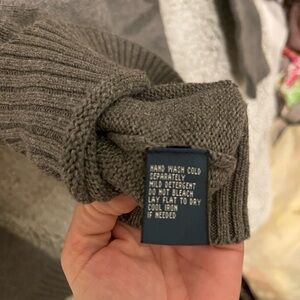 HAND WASH COLD
SEPARATELY
MILD DETERGENT
DO NOT BLEACH
LAY FLAT TO DRY
COOL IRON
IF NEEDED